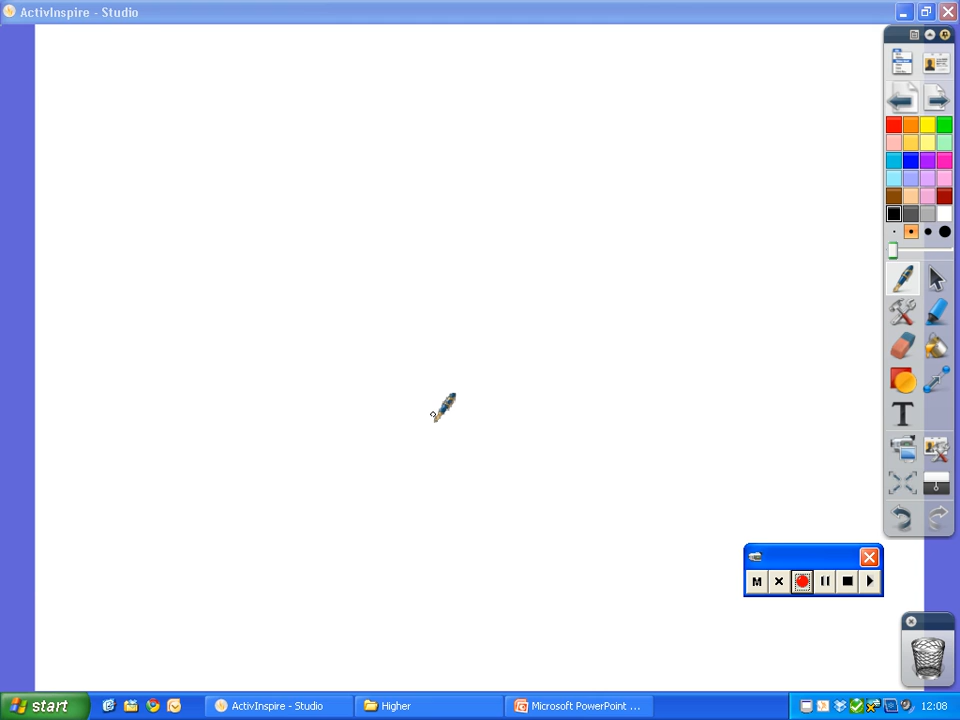 ActivInspire - Studio
T
M
start
ActivInspire - Studio
Higher
Microsoft PowerPoint ...
12:08